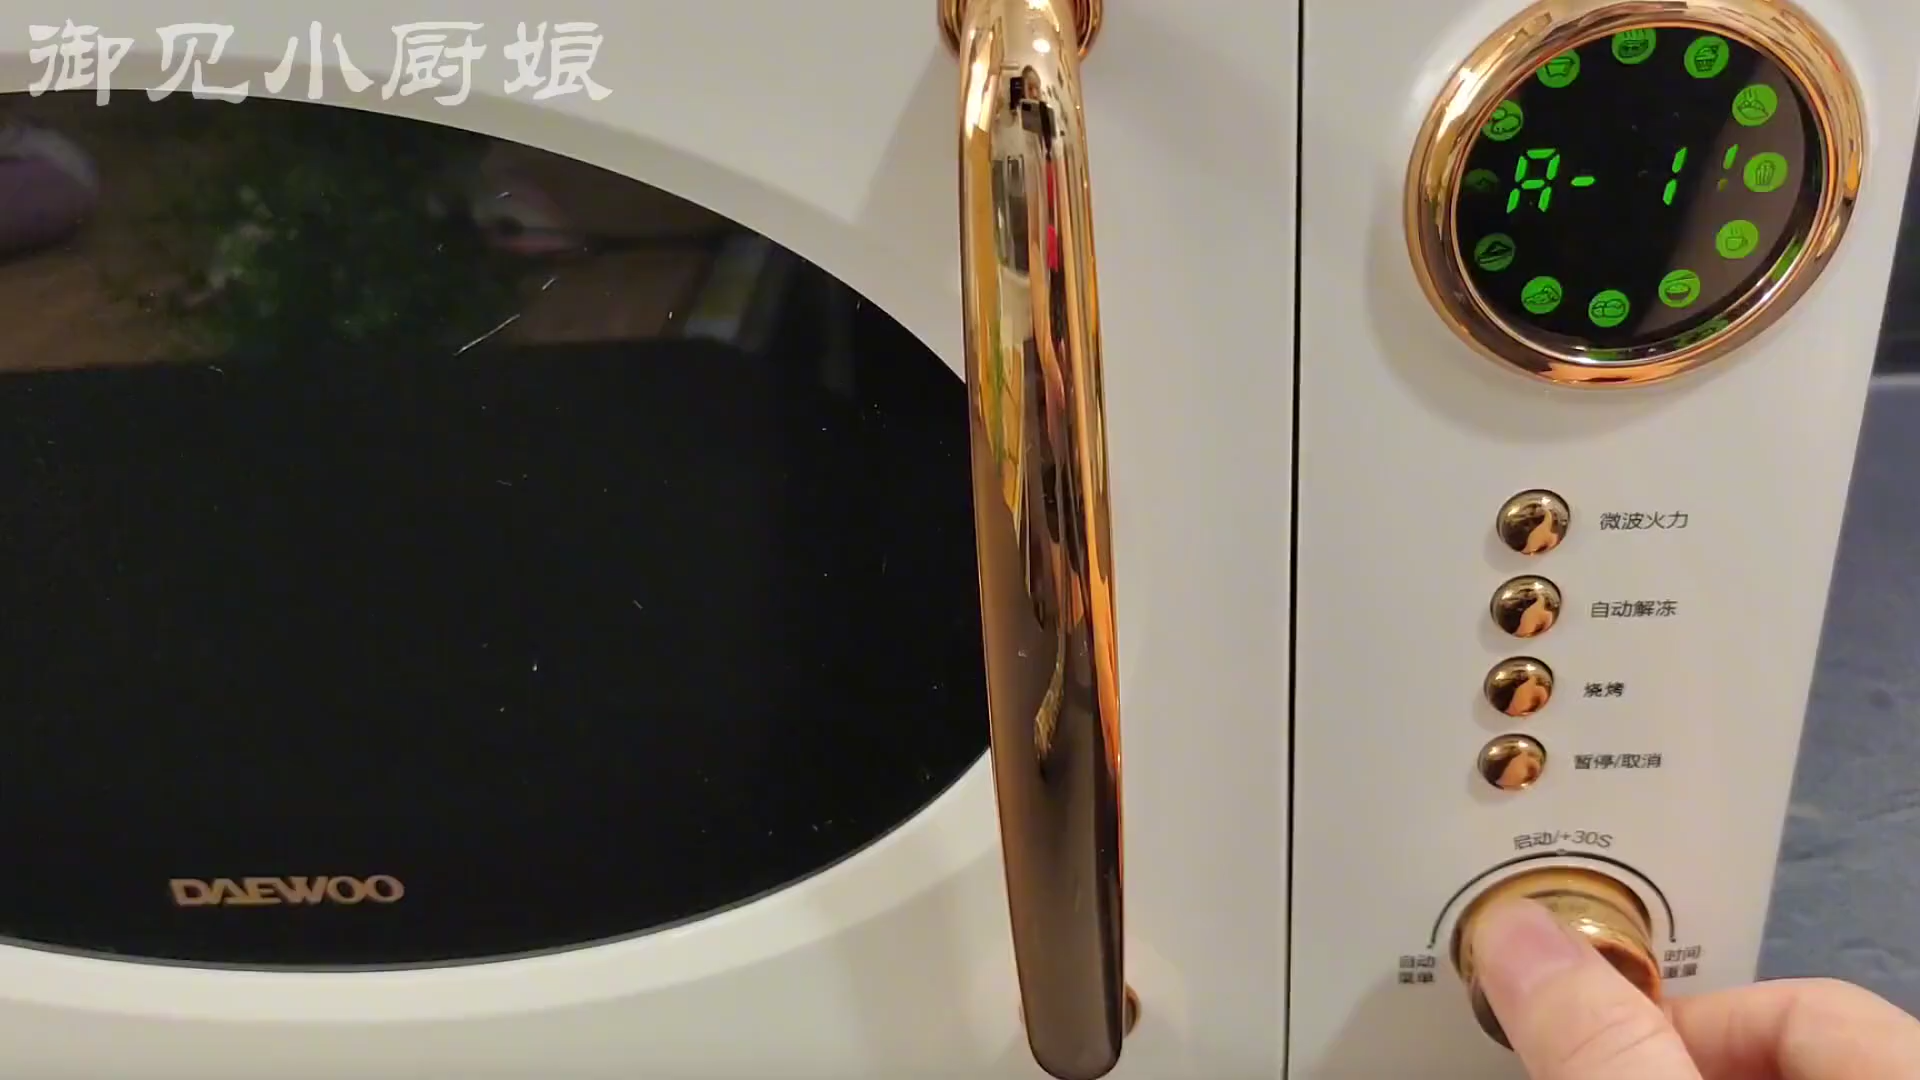 御见小厨娘
A- 1
微波火力
自动解冻
烧烤
暂停/取消
启动/+30S
自动
菜单
时间
重量
DAEWOO